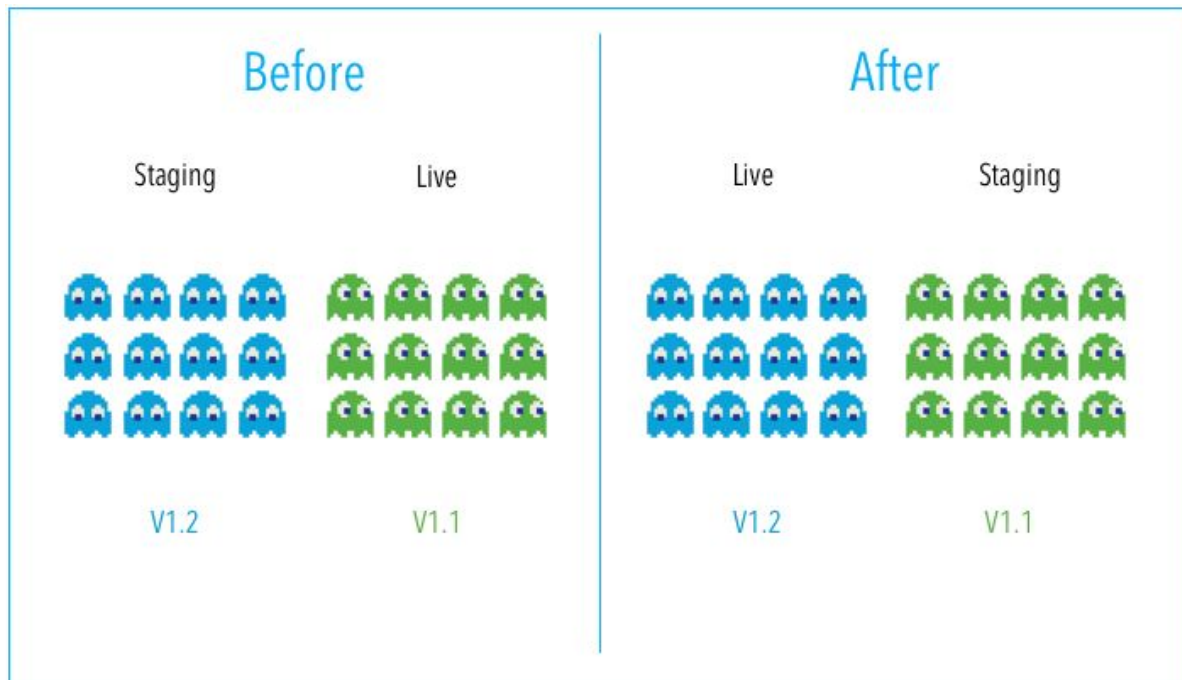 Before
Staging Live
V1.2 V1.1
After
Live Staging
V1.2 V1.1